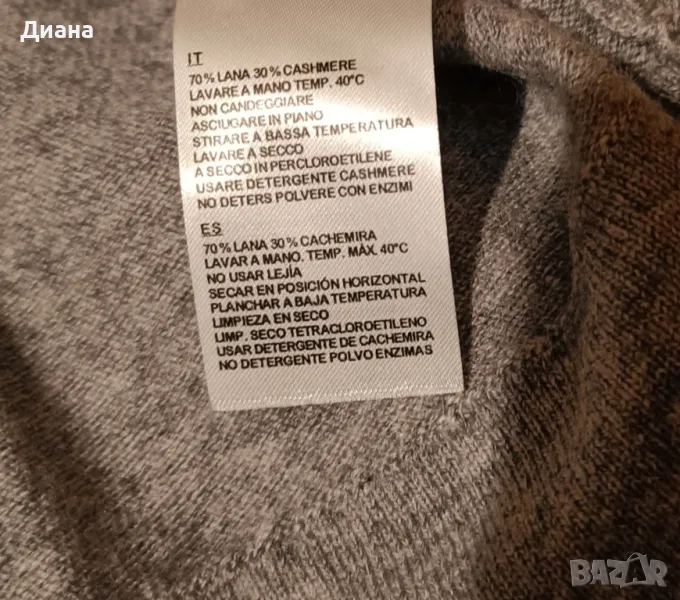 Диана
IT
70% LANA 30% CASHMERE
LAVARE A MANO TEMP. 40°C
NON CANDEGGIARE
ASCIUGARE IN PIANO
STIRARE A BASSA TEMPERATURA
LAVARE A SECCO
A SECCO IN PERCLOROETILENE
USARE DETERGENTE CASHMERE
NO DETERS POLVERE CON ENZIMI
ES
70% LANA 30% CACHEMIRA
LAVAR A MANO. TEMP. MÀX. 40°C
NO USAR LEJÍA
SECAR EN POSICIÓN HORIZONTAL
PLANCHAR A BAJA TEMPERATURA
LIMPIEZA EN SECO
LIMP. SECO TETRACLOROETILENO
USAR DETERGENTE DE CACHEMIRA
NO DETERGENTE POLVO ENZIMAS
BAZAR